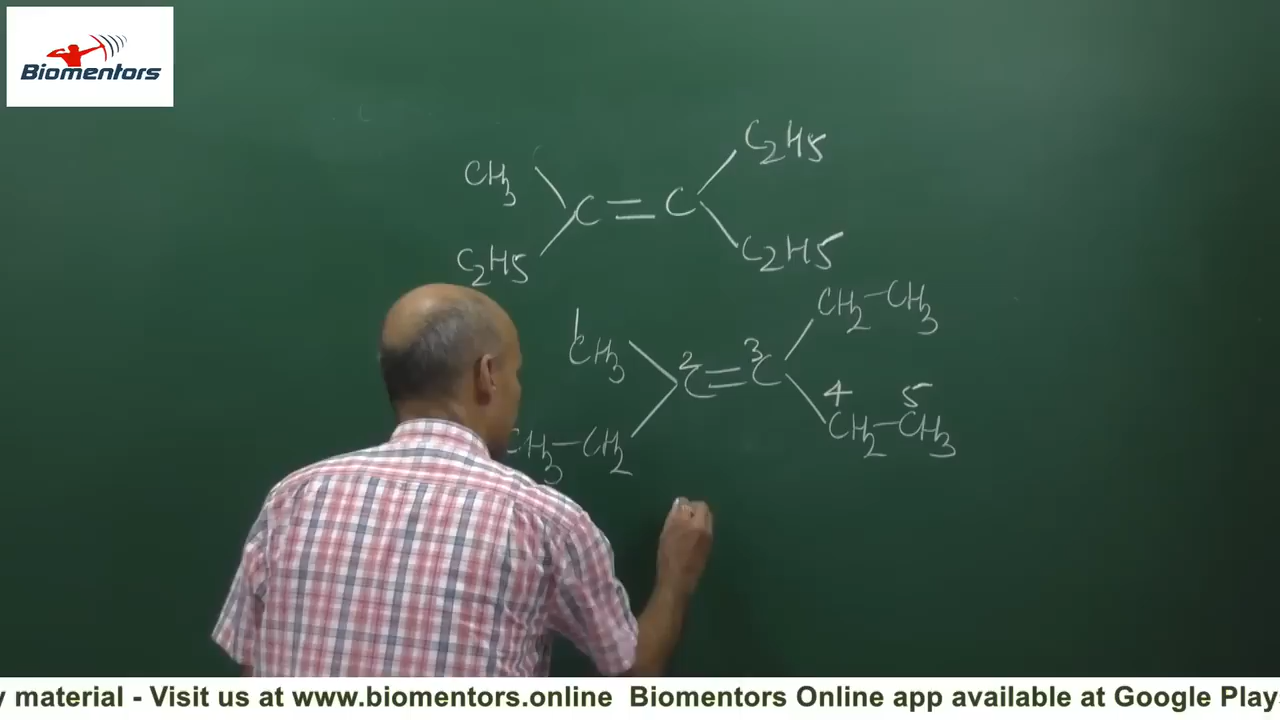 Biomentors
CH3 C2H5
C = C
C2H5 C2H5
1 CH2-CH3
CH3 2 3
C = C 4 5
CH3-CH2 CH2-CH3
y material - Visit us at www.biomentors.online Biomentors Online app available at Google Play